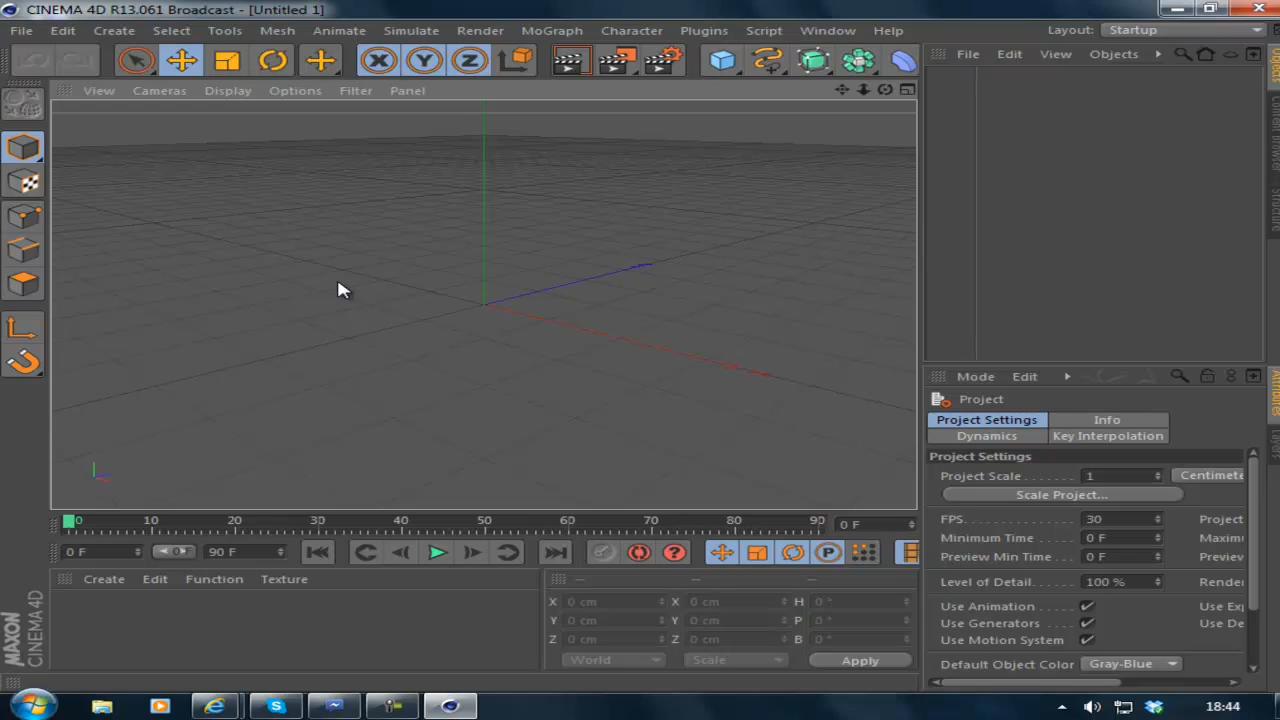 CINEMA 4D R13.061 Broadcast - [Untitled 1]
File Edit Create Select Tools Mesh Animate Simulate Render MoGraph Character Plugins Script Window Help Layout: Startup
X Y Z
File Edit View Objects
View Cameras Display Options Filter Panel
Objects
Content Browser
Structure
Mode Edit
Project
Project Settings Info
Dynamics Key Interpolation
Project Settings
Project Scale 1 Centimete
Scale Project...
FPS 30 Project
Minimum Time 0 F Maximu
Preview Min Time 0 F Preview
Level of Detail 100 % Render
Use Animation Use Exp
Use Generators Use De
Use Motion System
Default Object Color Gray-Blue
Attributes
Layers
0 10 20 30 40 50 60 70 80 90 0 F
0 F 90 F
Create Edit Function Texture
-- -- --
X 0 cm X 0 cm H 0 °
Y 0 cm Y 0 cm P 0 °
Z 0 cm Z 0 cm B 0 °
World Scale Apply
MAXON
CINEMA 4D
18:44